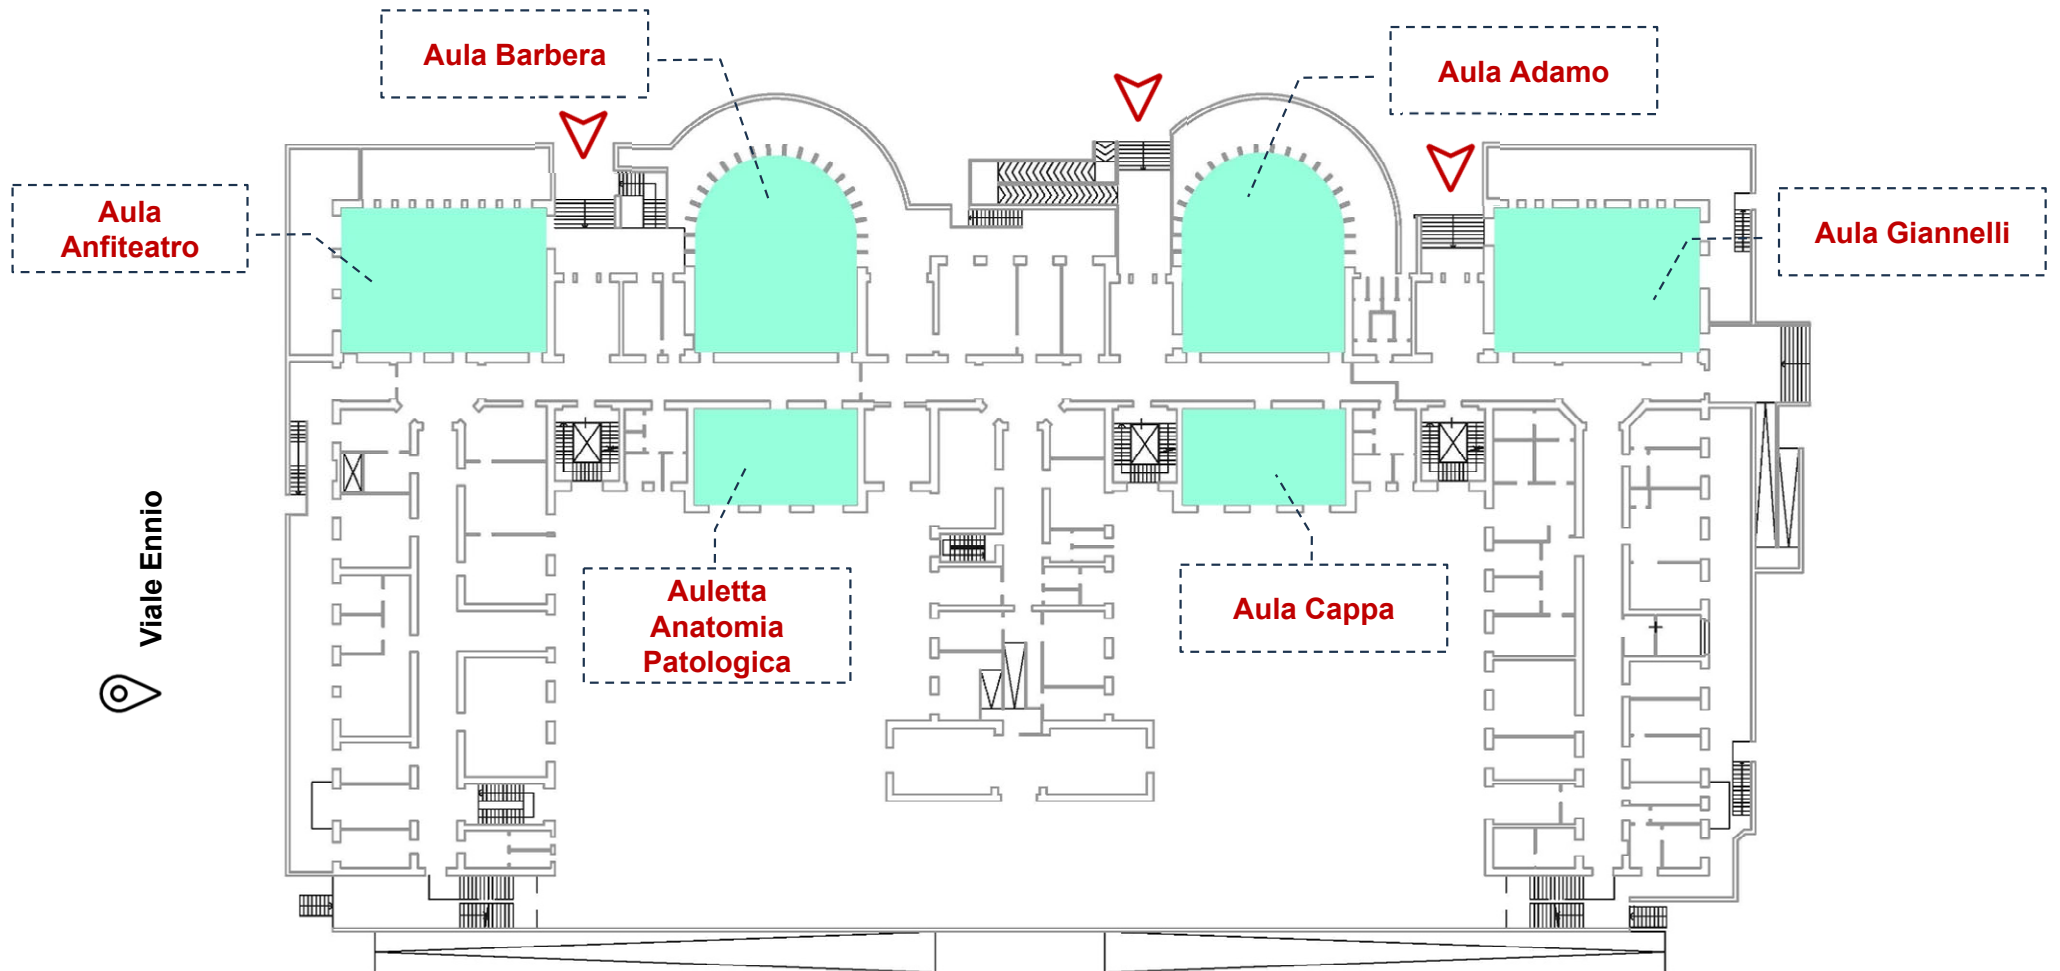 Aula Barbera
Aula Adamo
Aula
Anfiteatro
Aula Giannelli
Viale Ennio
Auletta
Anatomia
Patologica
Aula Cappa